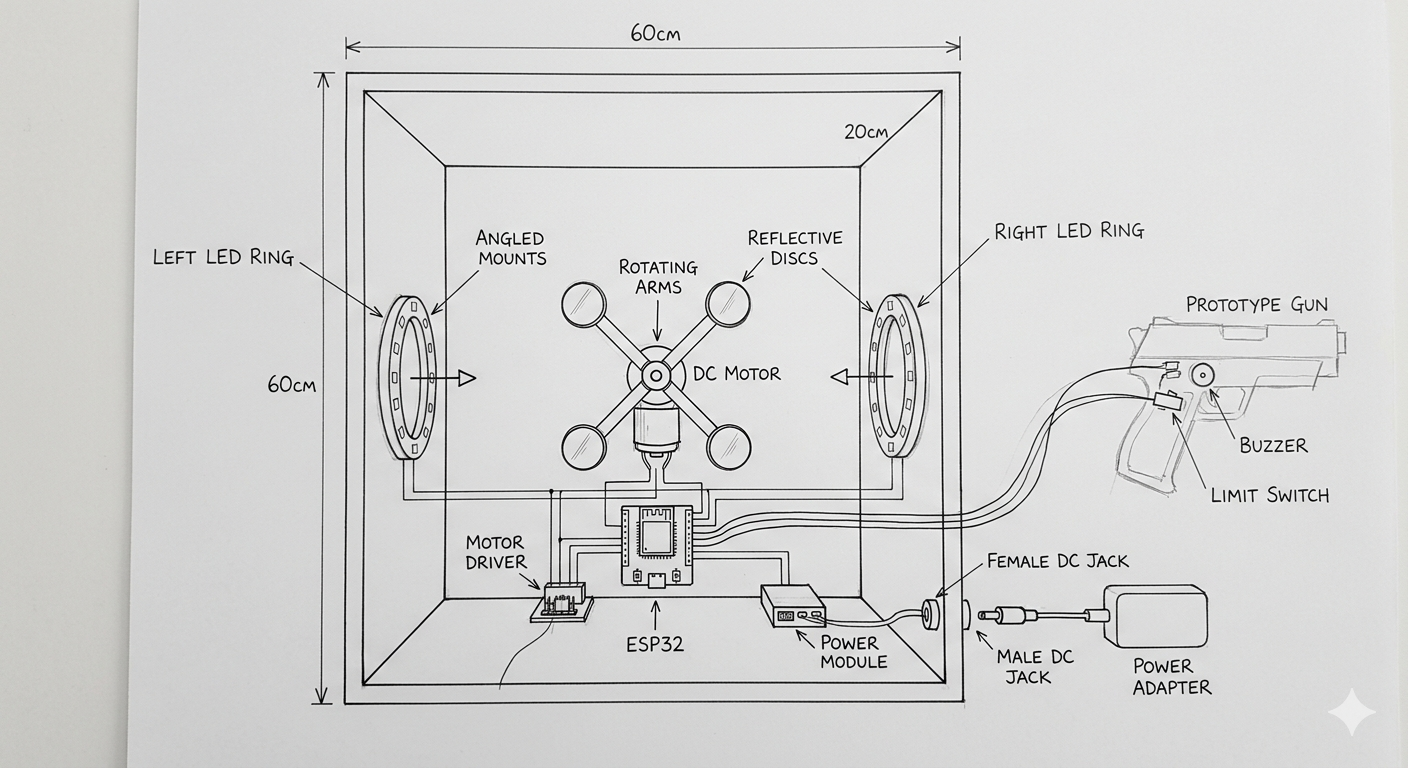 60cm
20cm
60cm
LEFT LED RING
ANGLED
MOUNTS
ROTATING
ARMS
REFLECTIVE
DISCS
RIGHT LED RING
PROTOTYPE GUN
DC MOTOR
BUZZER
LIMIT SWITCH
MOTOR
DRIVER
ESP32
POWER
MODULE
FEMALE DC JACK
MALE DC
JACK
POWER
ADAPTER